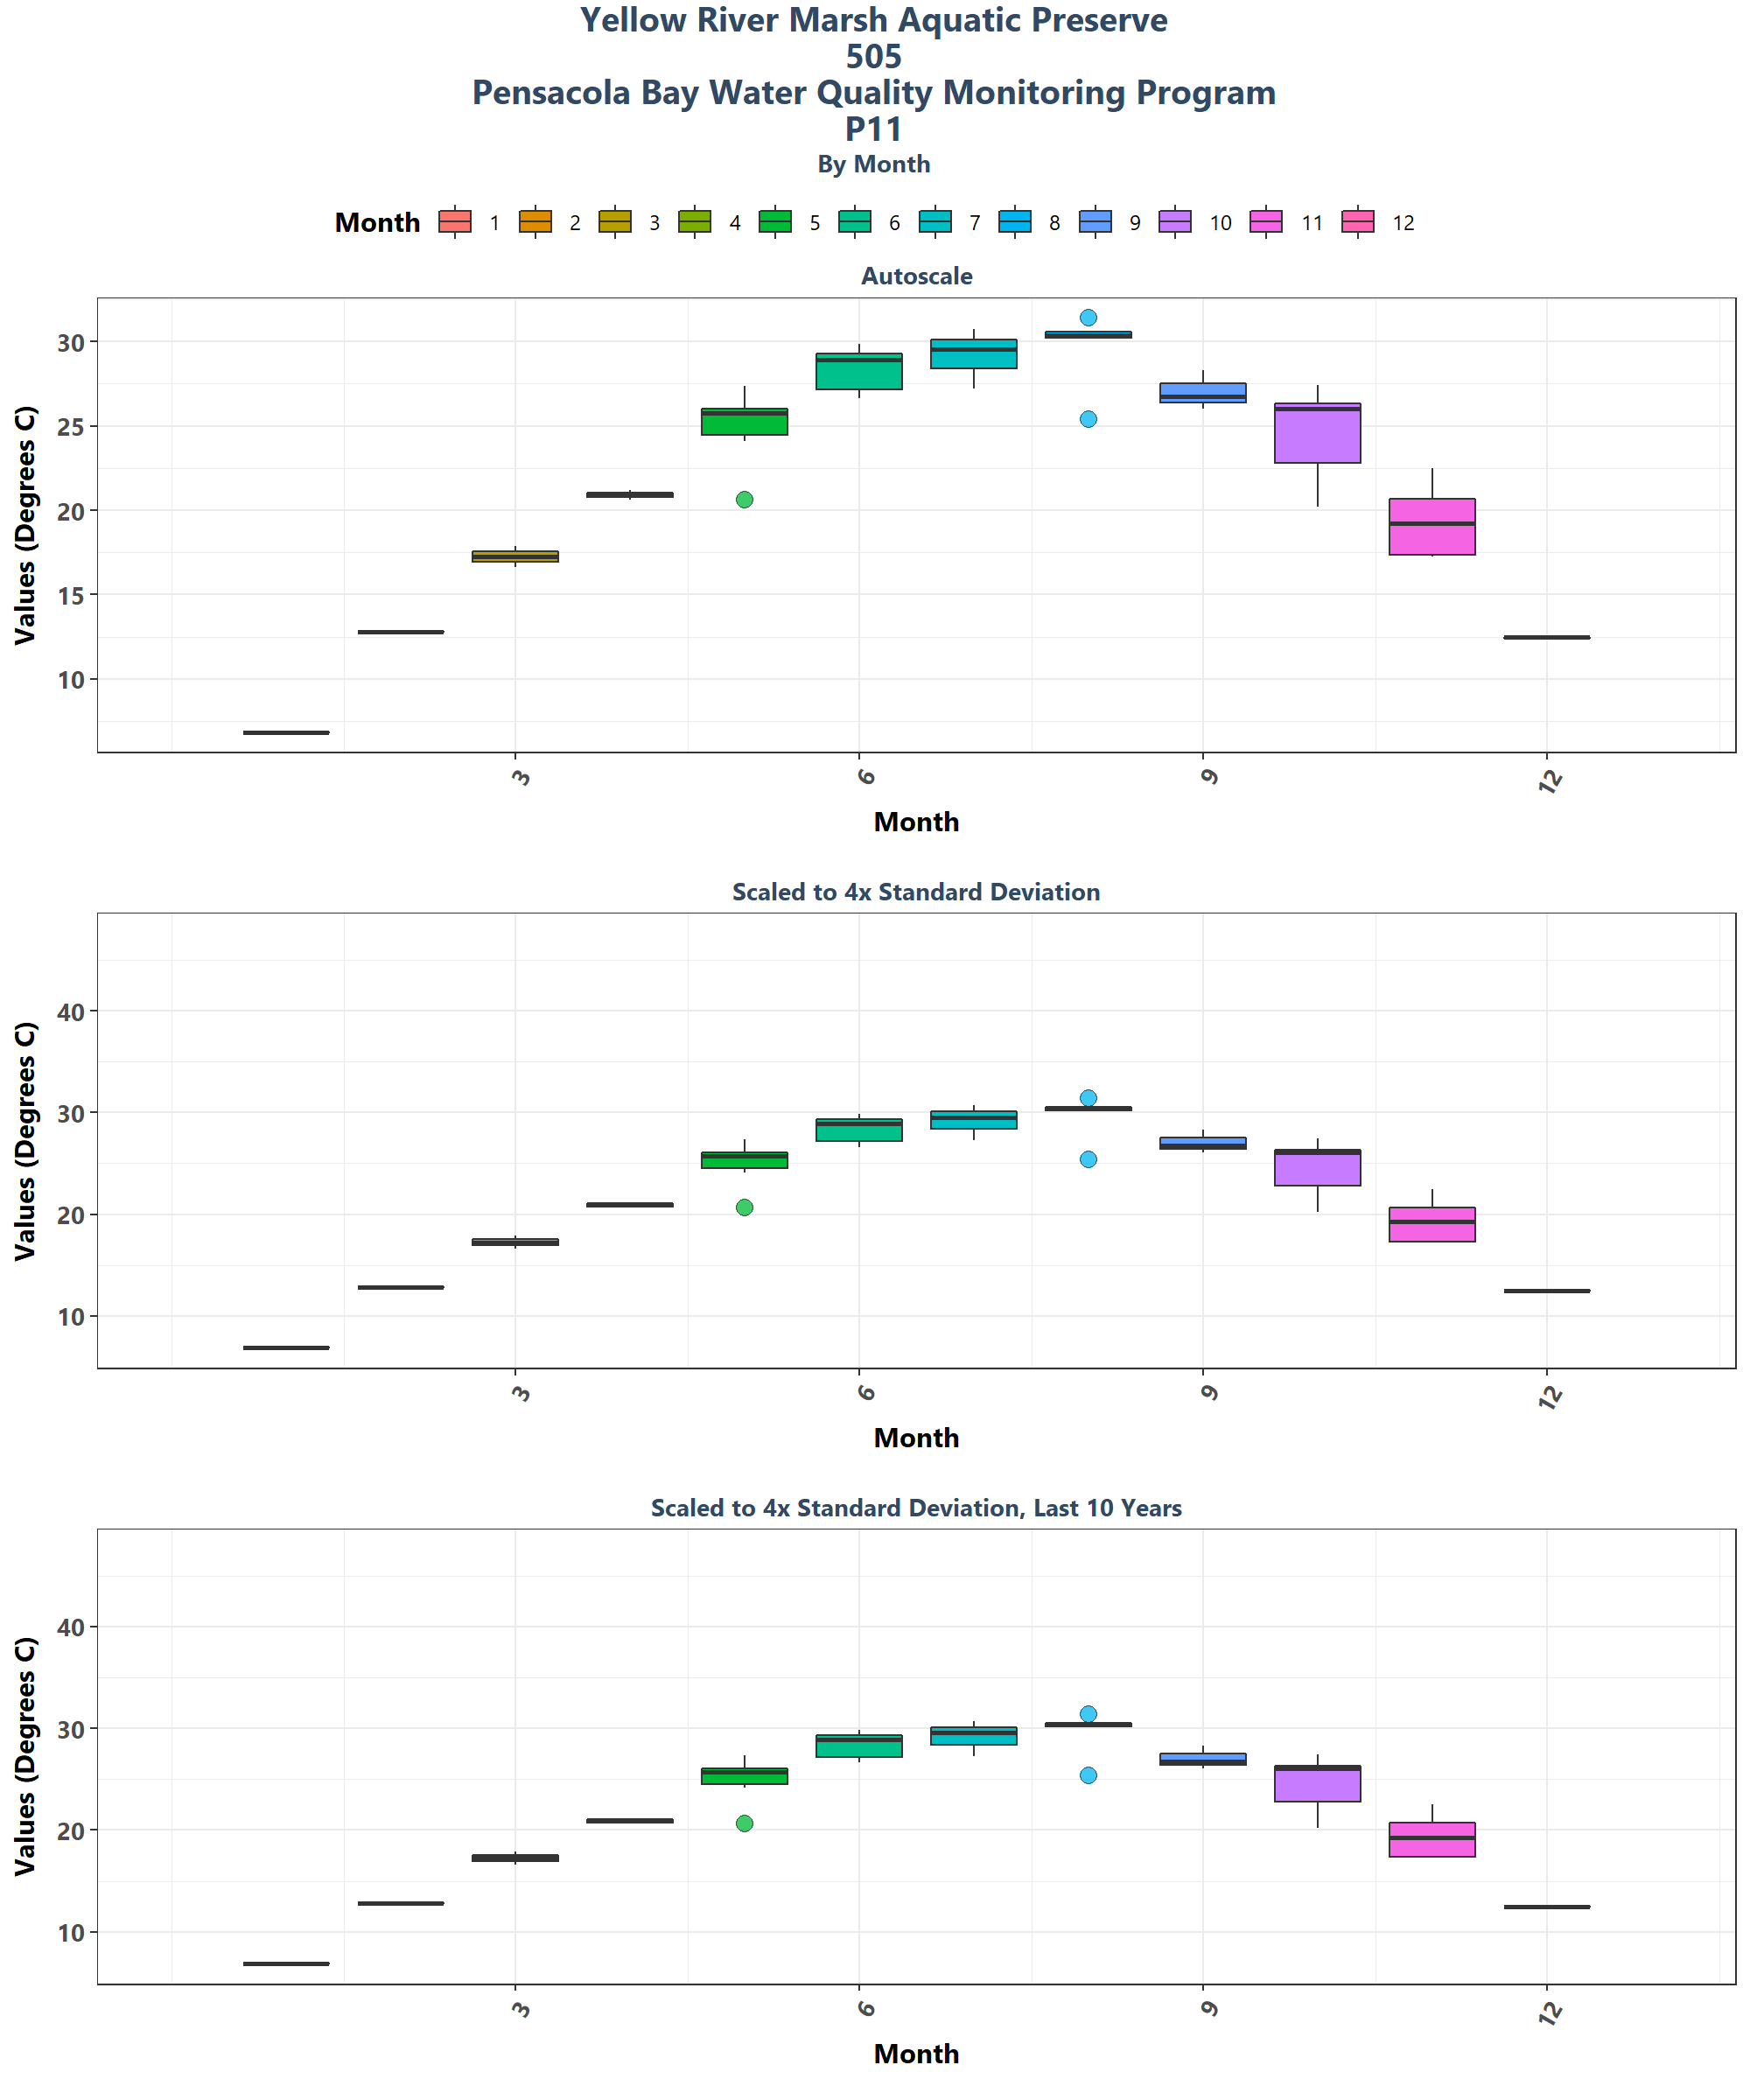 Yellow River Marsh Aquatic Preserve
505
Pensacola Bay Water Quality Monitoring Program
P11
By Month
Month 1 2 3 4 5 6 7 8 9 10 11 12
Autoscale
Values (Degrees C)
30
25
20
15
10
3 6 9 12
Month
Scaled to 4x Standard Deviation
Values (Degrees C)
40
30
20
10
3 6 9 12
Month
Scaled to 4x Standard Deviation, Last 10 Years
Values (Degrees C)
40
30
20
10
3 6 9 12
Month